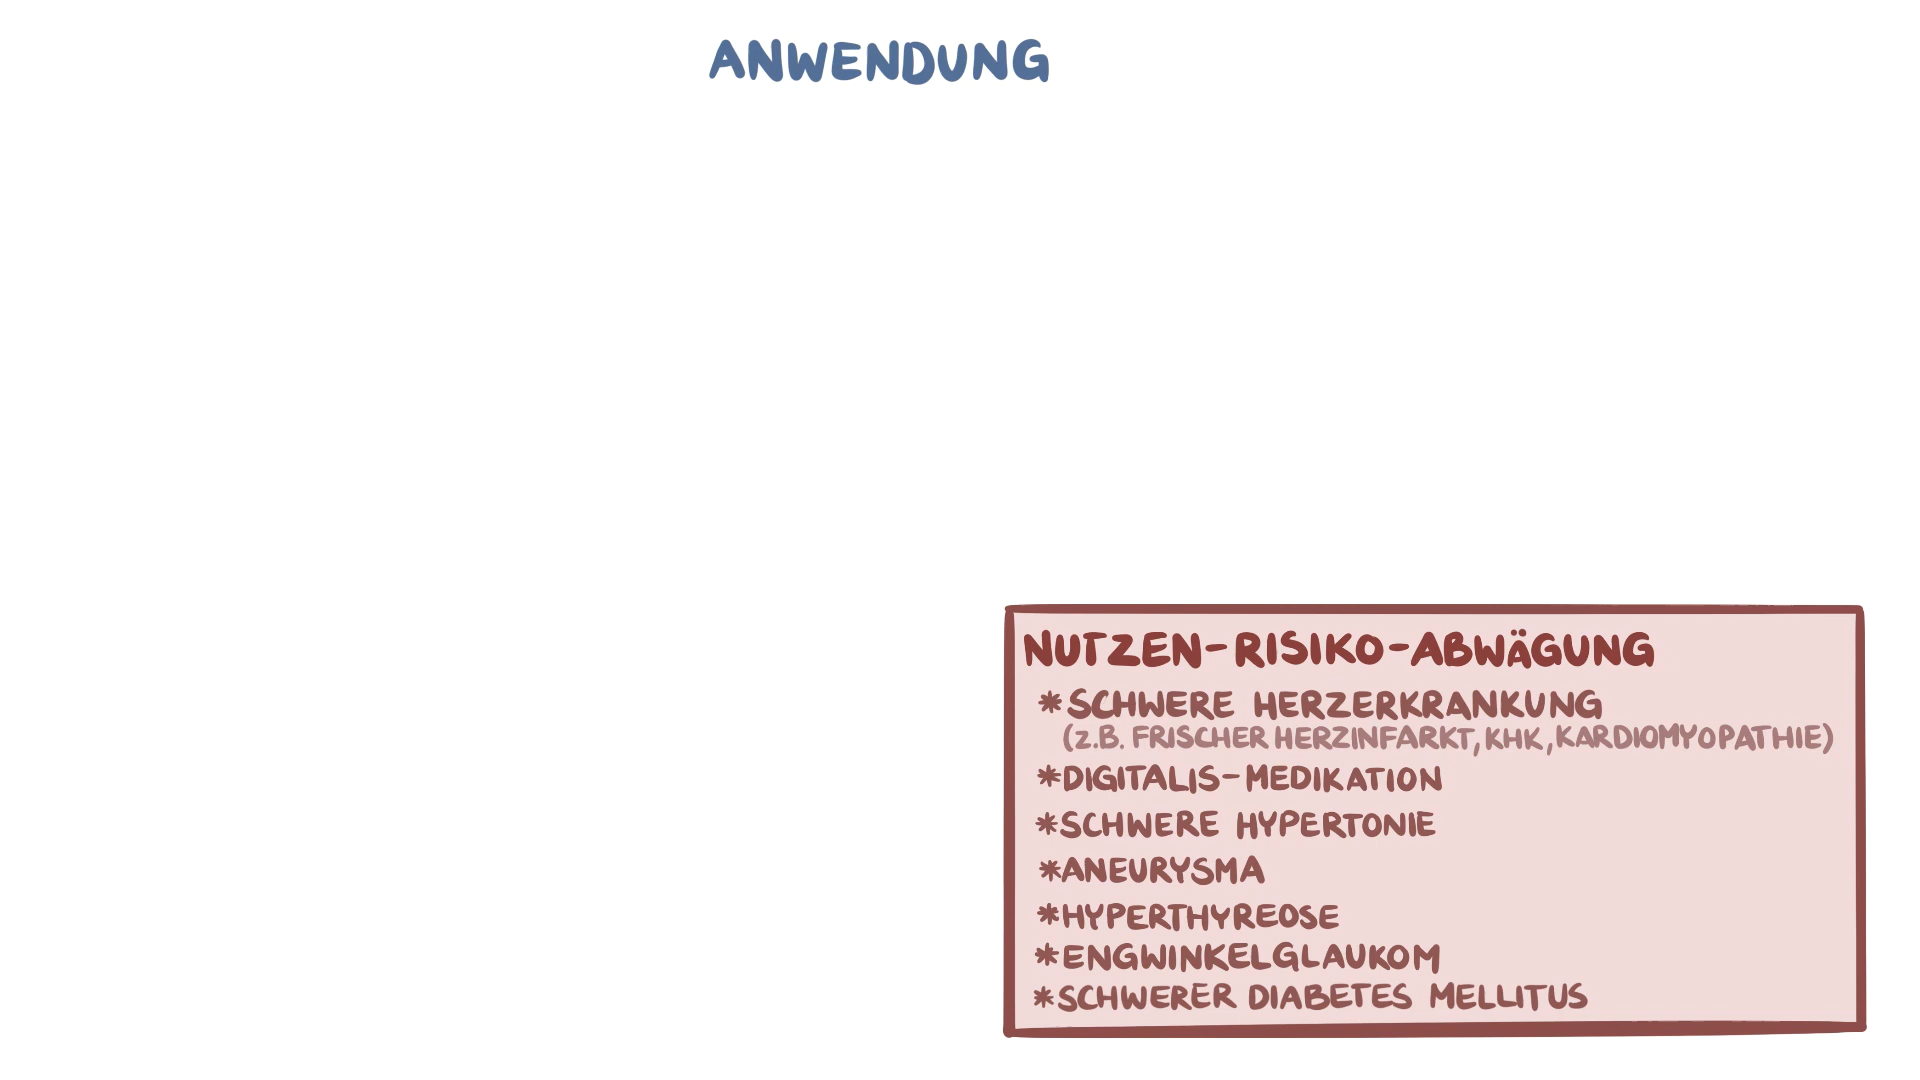 ANWENDUNG
NUTZEN-RISIKO-ABWÄGUNG
*SCHWERE HERZERKRANKUNG
(Z.B. FRISCHER HERZINFARKT, KHK, KARDIOMYOPATHIE)
*DIGITALIS-MEDIKATION
*SCHWERE HYPERTONIE
*ANEURYSMA
*HYPERTHYREOSE
*ENGWINKELGLAUKOM
*SCHWERER DIABETES MELLITUS